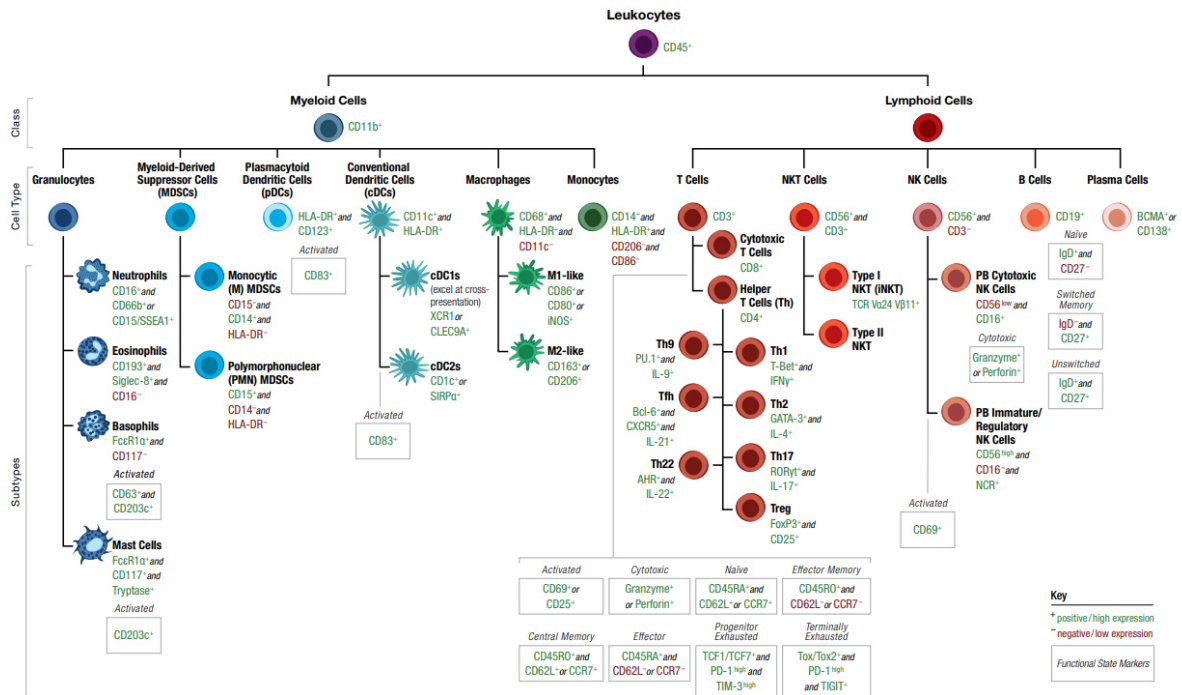 Leukocytes
CD45⁺
Class
Myeloid Cells
CD11b⁺
Lymphoid Cells
Cell Type
Granulocytes
Myeloid-Derived
Suppressor Cells
(MDSCs)
Plasmacytoid
Dendritic Cells
(pDCs)
HLA-DR⁺ and
CD123⁺
Activated
CD83⁺
Conventional
Dendritic Cells
(cDCs)
CD11c⁺ and
HLA-DR⁺
Macrophages
CD68⁺ and
HLA-DR⁺ and
CD11c⁻
Monocytes
CD14⁺ and
HLA-DR⁺ and
CD206⁻ and
CD86⁻
T Cells
CD3⁺
NKT Cells
CD56⁺ and
CD3⁺
NK Cells
CD56⁺ and
CD3⁻
B Cells
CD19⁺
Naïve
IgD⁺ and
CD27⁻
Switched
Memory
IgD⁻ and
CD27⁺
Unswitched
IgD⁺ and
CD27⁺
Plasma Cells
BCMA⁺ or
CD138⁺
Subtypes
Neutrophils
CD16⁺ and
CD66b⁺ or
CD15/SSEA1⁺
Eosinophils
CD193⁺ and
Siglec-8⁺ and
CD16⁻
Basophils
FcεR1α⁺ and
CD117⁻
Activated
CD63⁺ and
CD203c⁺
Mast Cells
FcεR1α⁺ and
CD117⁺ and
Tryptase⁺
Activated
CD203c⁺
Monocytic
(M) MDSCs
CD15⁻ and
CD14⁺ and
HLA-DR⁻
Polymorphonuclear
(PMN) MDSCs
CD15⁺ and
CD14⁻ and
HLA-DR⁻
cDC1s
(excel at cross-
presentation)
XCR1 or
CLEC9A⁺
cDC2s
CD1c⁺ or
SIRPα⁺
Activated
CD83⁺
M1-like
CD86⁺ or
CD80⁺ or
iNOS⁺
M2-like
CD163⁺ or
CD206⁺
Cytotoxic
T Cells
CD8⁺
Helper
T Cells (Th)
CD4⁺
Th9
PU.1⁺ and
IL-9⁺
Tfh
Bcl-6⁺ and
CXCR5⁺ and
IL-21⁺
Th22
AHR⁺ and
IL-22⁺
Th1
T-Bet⁺ and
IFNγ⁺
Th2
GATA-3⁺ and
IL-4⁺
Th17
RORγt⁺ and
IL-17⁺
Treg
FoxP3⁺ and
CD25⁺
Type I
NKT (iNKT)
TCR Vα24 Vβ11⁺
Type II
NKT
PB Cytotoxic
NK Cells
CD56 low and
CD16⁺
Cytotoxic
Granzyme⁺
or Perforin⁺
PB Immature/
Regulatory
NK Cells
CD56 high and
CD16⁻ and
NCR⁺
Activated
CD69⁺
Activated
CD69⁺ or
CD25⁺
Cytotoxic
Granzyme⁺
or Perforin⁺
Naïve
CD45RA⁺ and
CD62L⁺ or CCR7⁺
Effector Memory
CD45RO⁺ and
CD62L⁻ or CCR7⁻
Central Memory
CD45RO⁺ and
CD62L⁺ or CCR7⁺
Effector
CD45RA⁺ and
CD62L⁻ or CCR7⁻
Progenitor
Exhausted
TCF1/TCF7⁺ and
PD-1 high and
TIM-3 high
Terminally
Exhausted
Tox/Tox2⁺ and
PD-1 high
and TIGIT⁺
Key
⁺ positive/high expression
⁻ negative/low expression
Functional State Markers